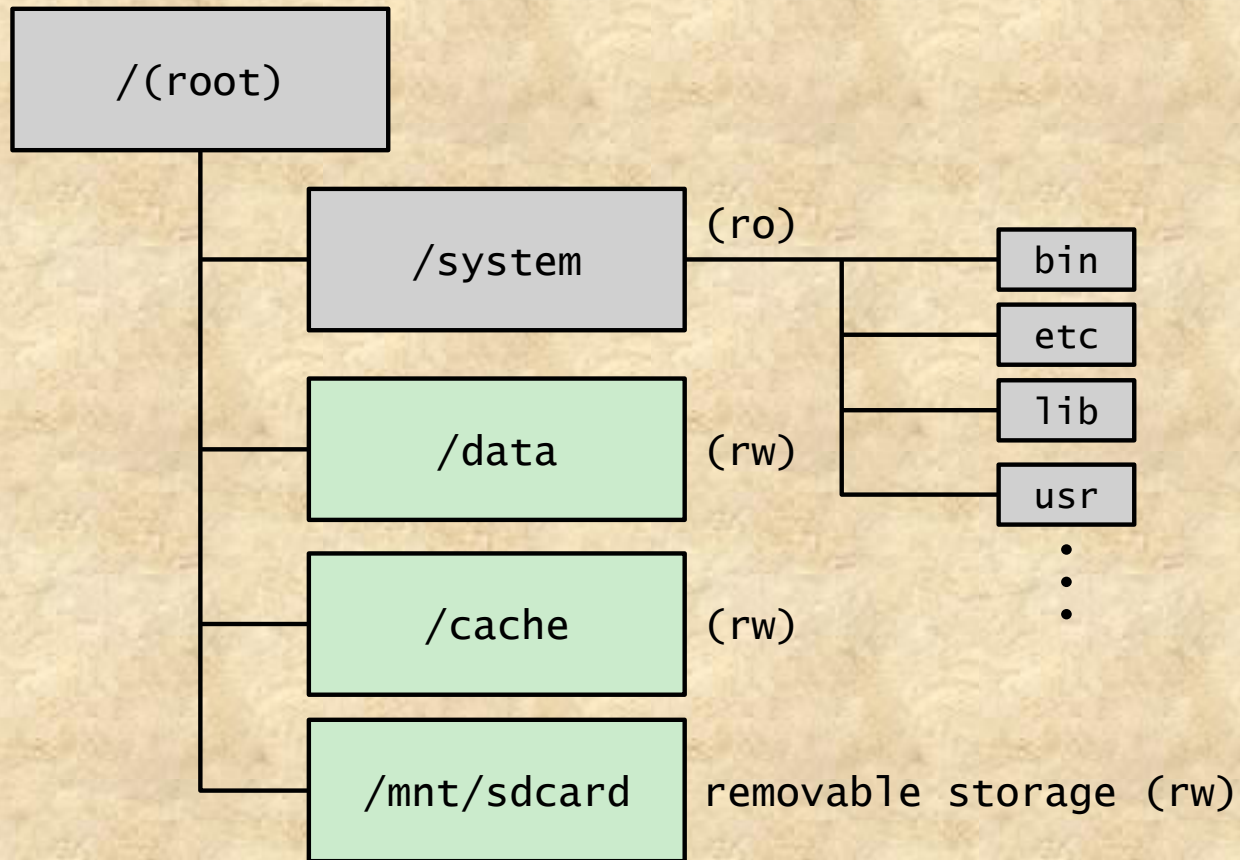 /(root)
/system
(ro)
bin
etc
lib
usr
/data
(rw)
/cache
(rw)
/mnt/sdcard
removable storage (rw)